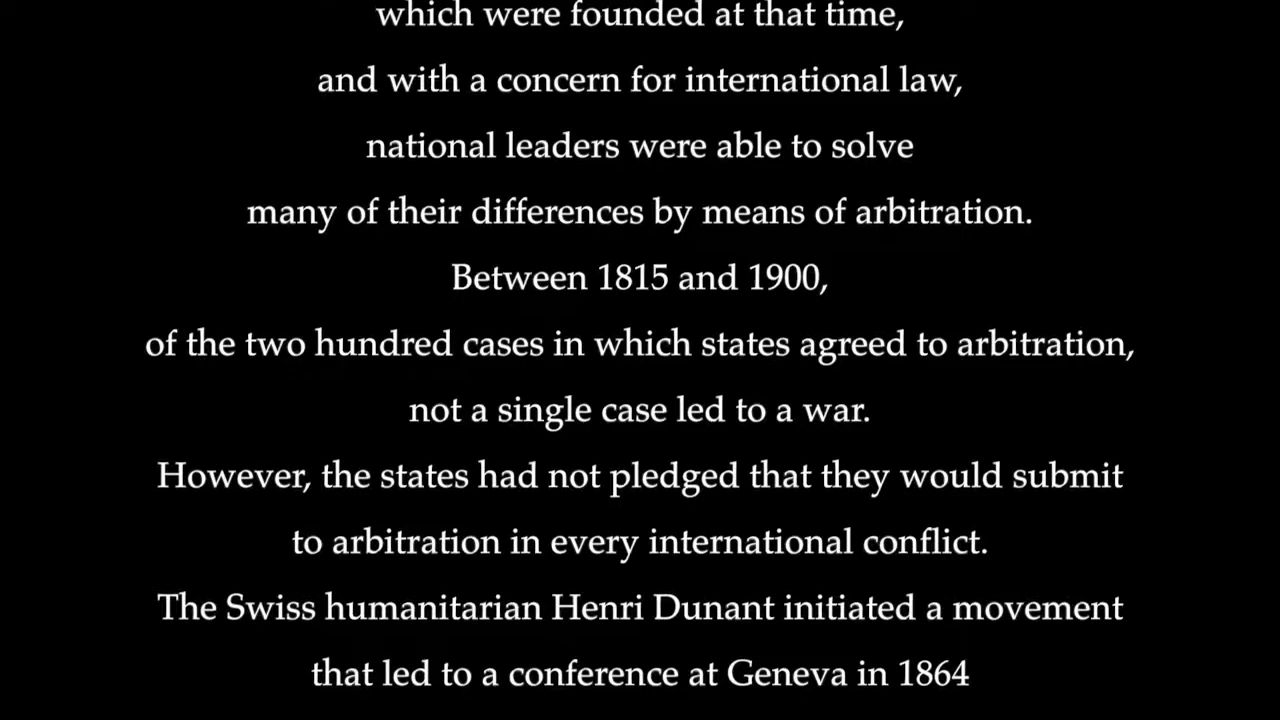 which were founded at that time,
and with a concern for international law,
national leaders were able to solve
many of their differences by means of arbitration.
Between 1815 and 1900,
of the two hundred cases in which states agreed to arbitration,
not a single case led to a war.
However, the states had not pledged that they would submit
to arbitration in every international conflict.
The Swiss humanitarian Henri Dunant initiated a movement
that led to a conference at Geneva in 1864